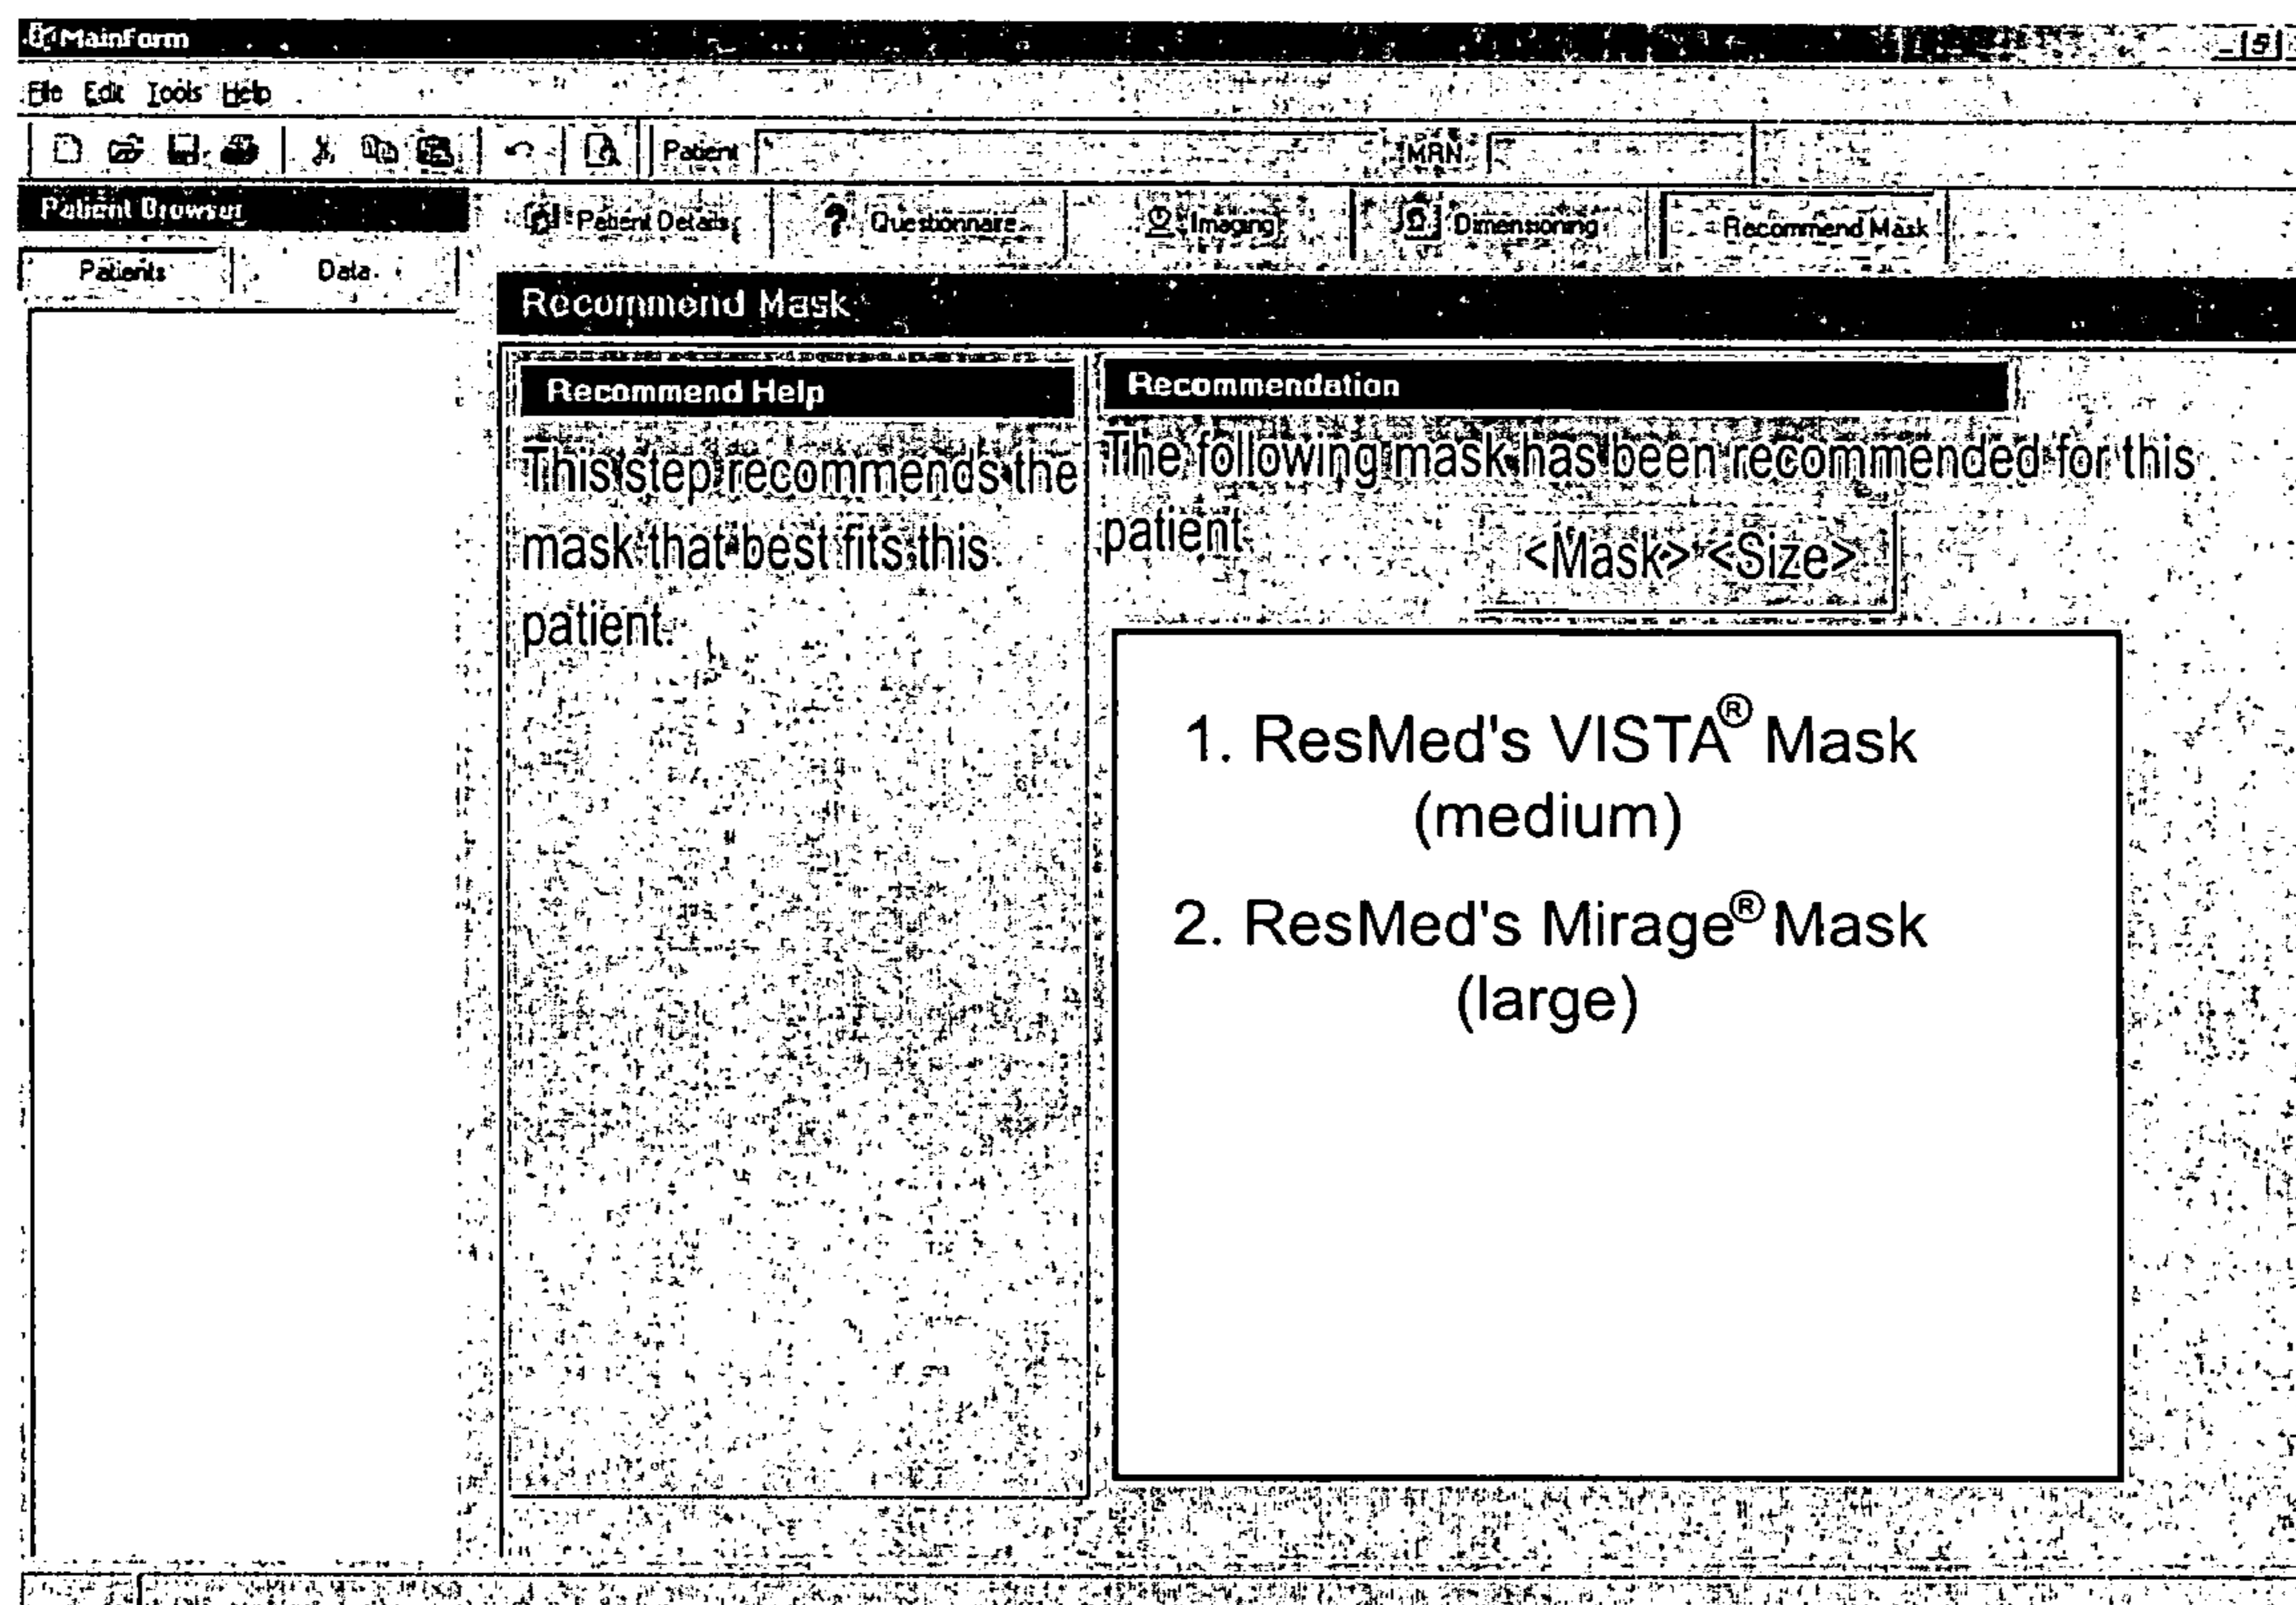 MainForm
File Edit Tools Help
Patient MRN
Patient Browser
Patients Data
Patient Details Questionnaire Imaging Dimensioning Recommend Mask
Recommend Mask
Recommend Help
This step recommends the
mask that best fits this
patient.
Recommendation
The following mask has been recommended for this
patient
<Mask> <Size>
1. ResMed's VISTA® Mask
(medium)
2. ResMed's Mirage® Mask
(large)